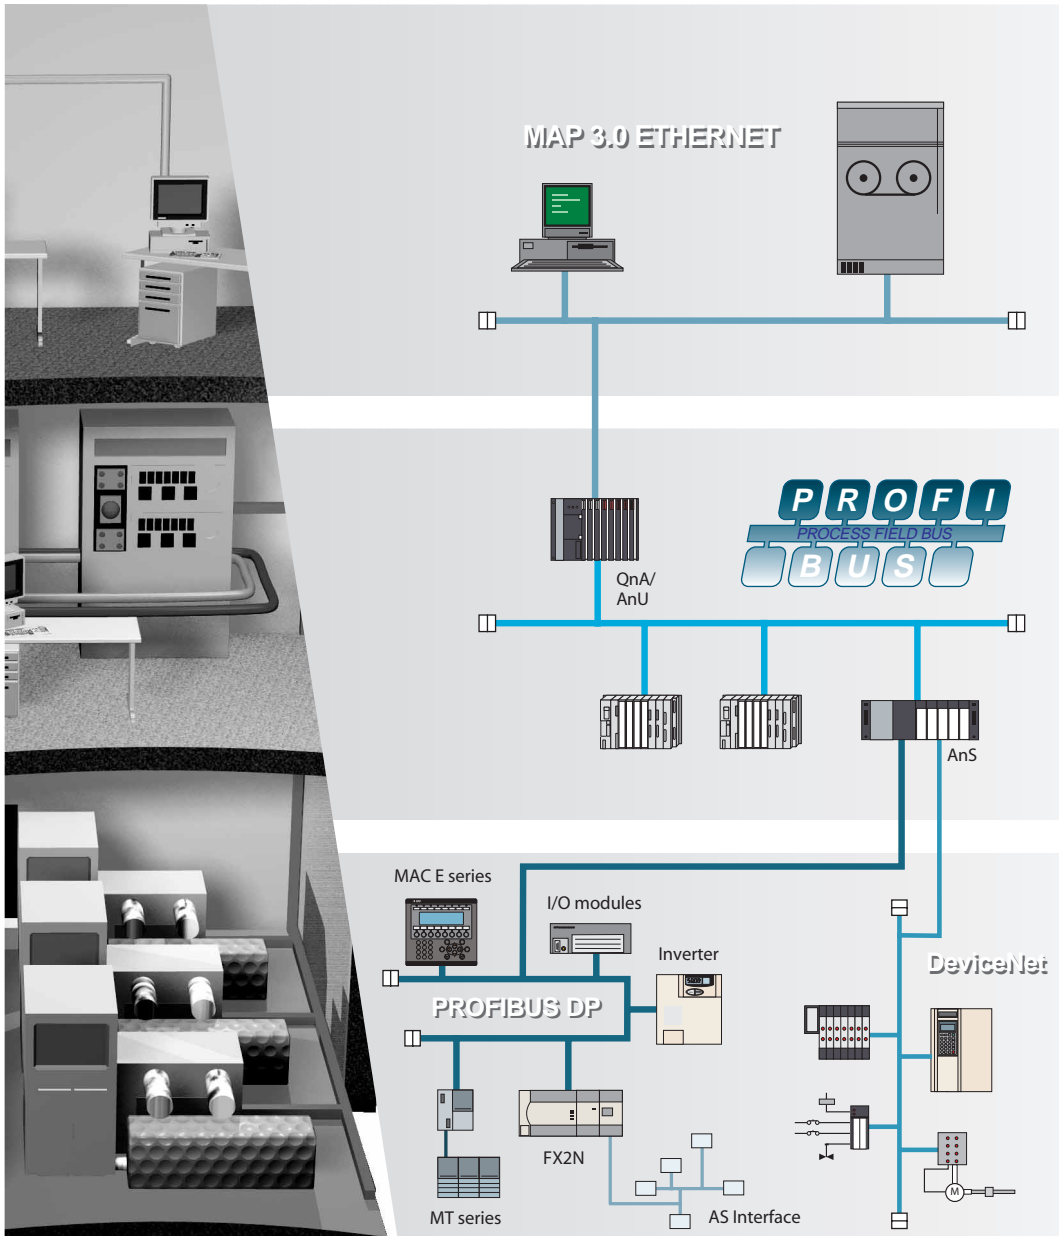 MAP 3.0 ETHERNET
PROFI
PROCESS FIELD BUS
BUS
QnA/
AnU
AnS
MAC E series
I/O modules
Inverter
DeviceNet
PROFIBUS DP
FX2N
M
MT series
AS Interface